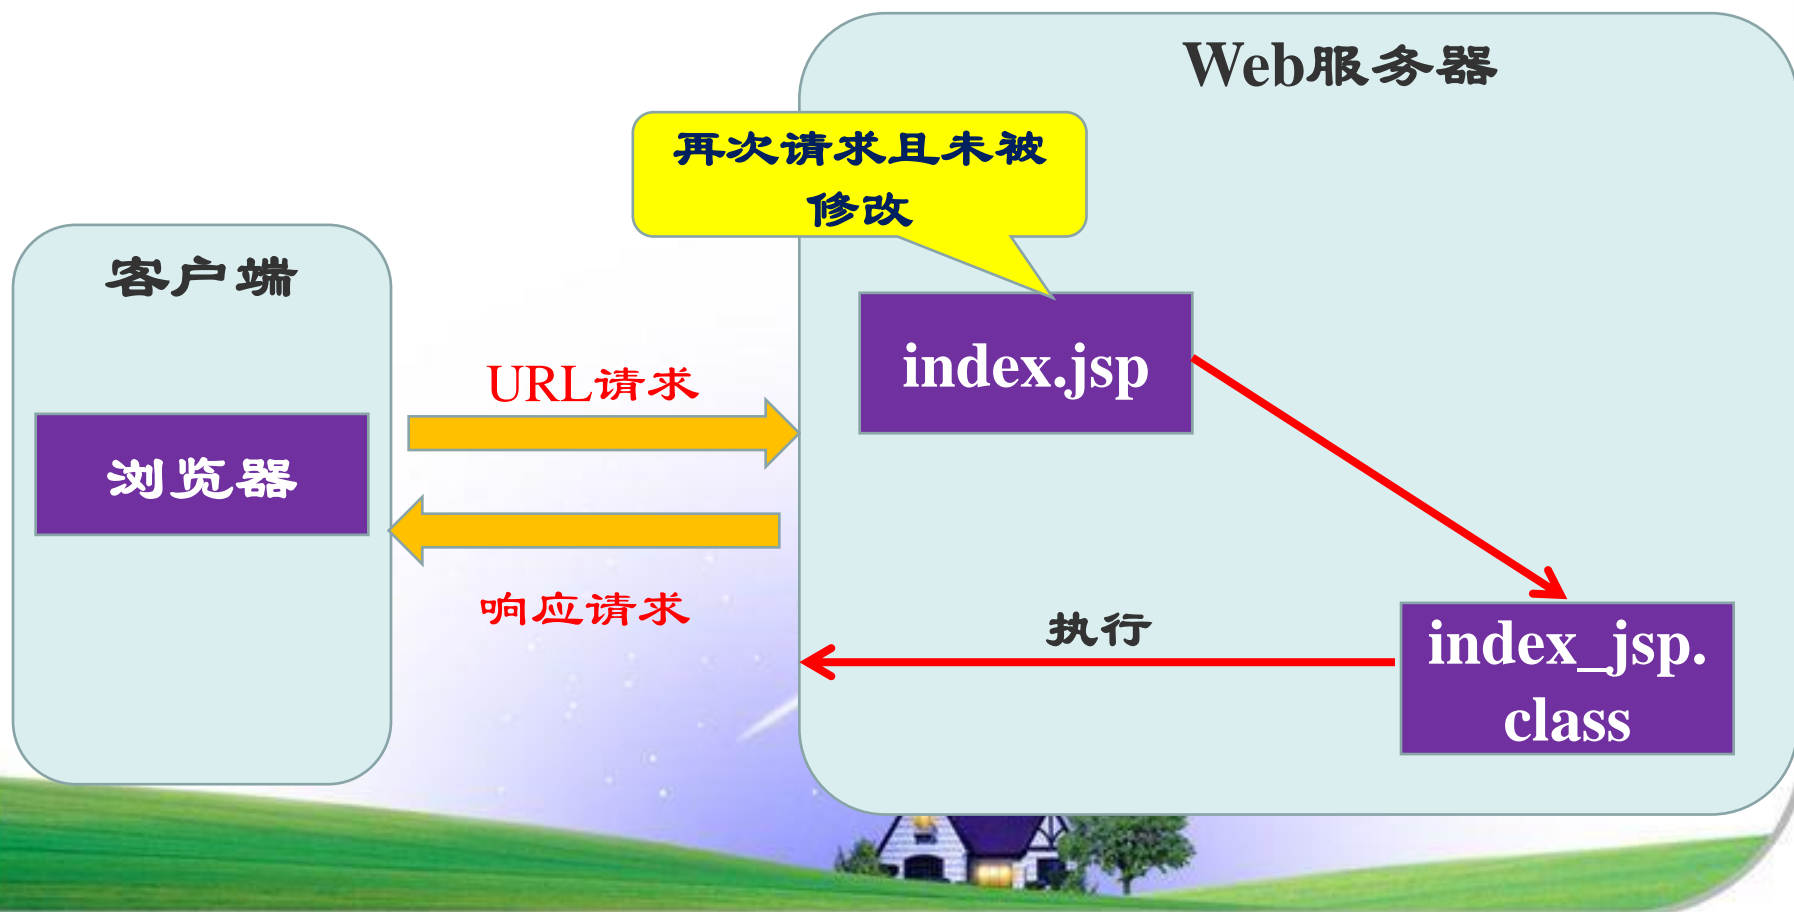 Web服务器
再次请求且未被
修改
客户端
index.jsp
URL请求
浏览器
响应请求
执行
index_jsp.
class